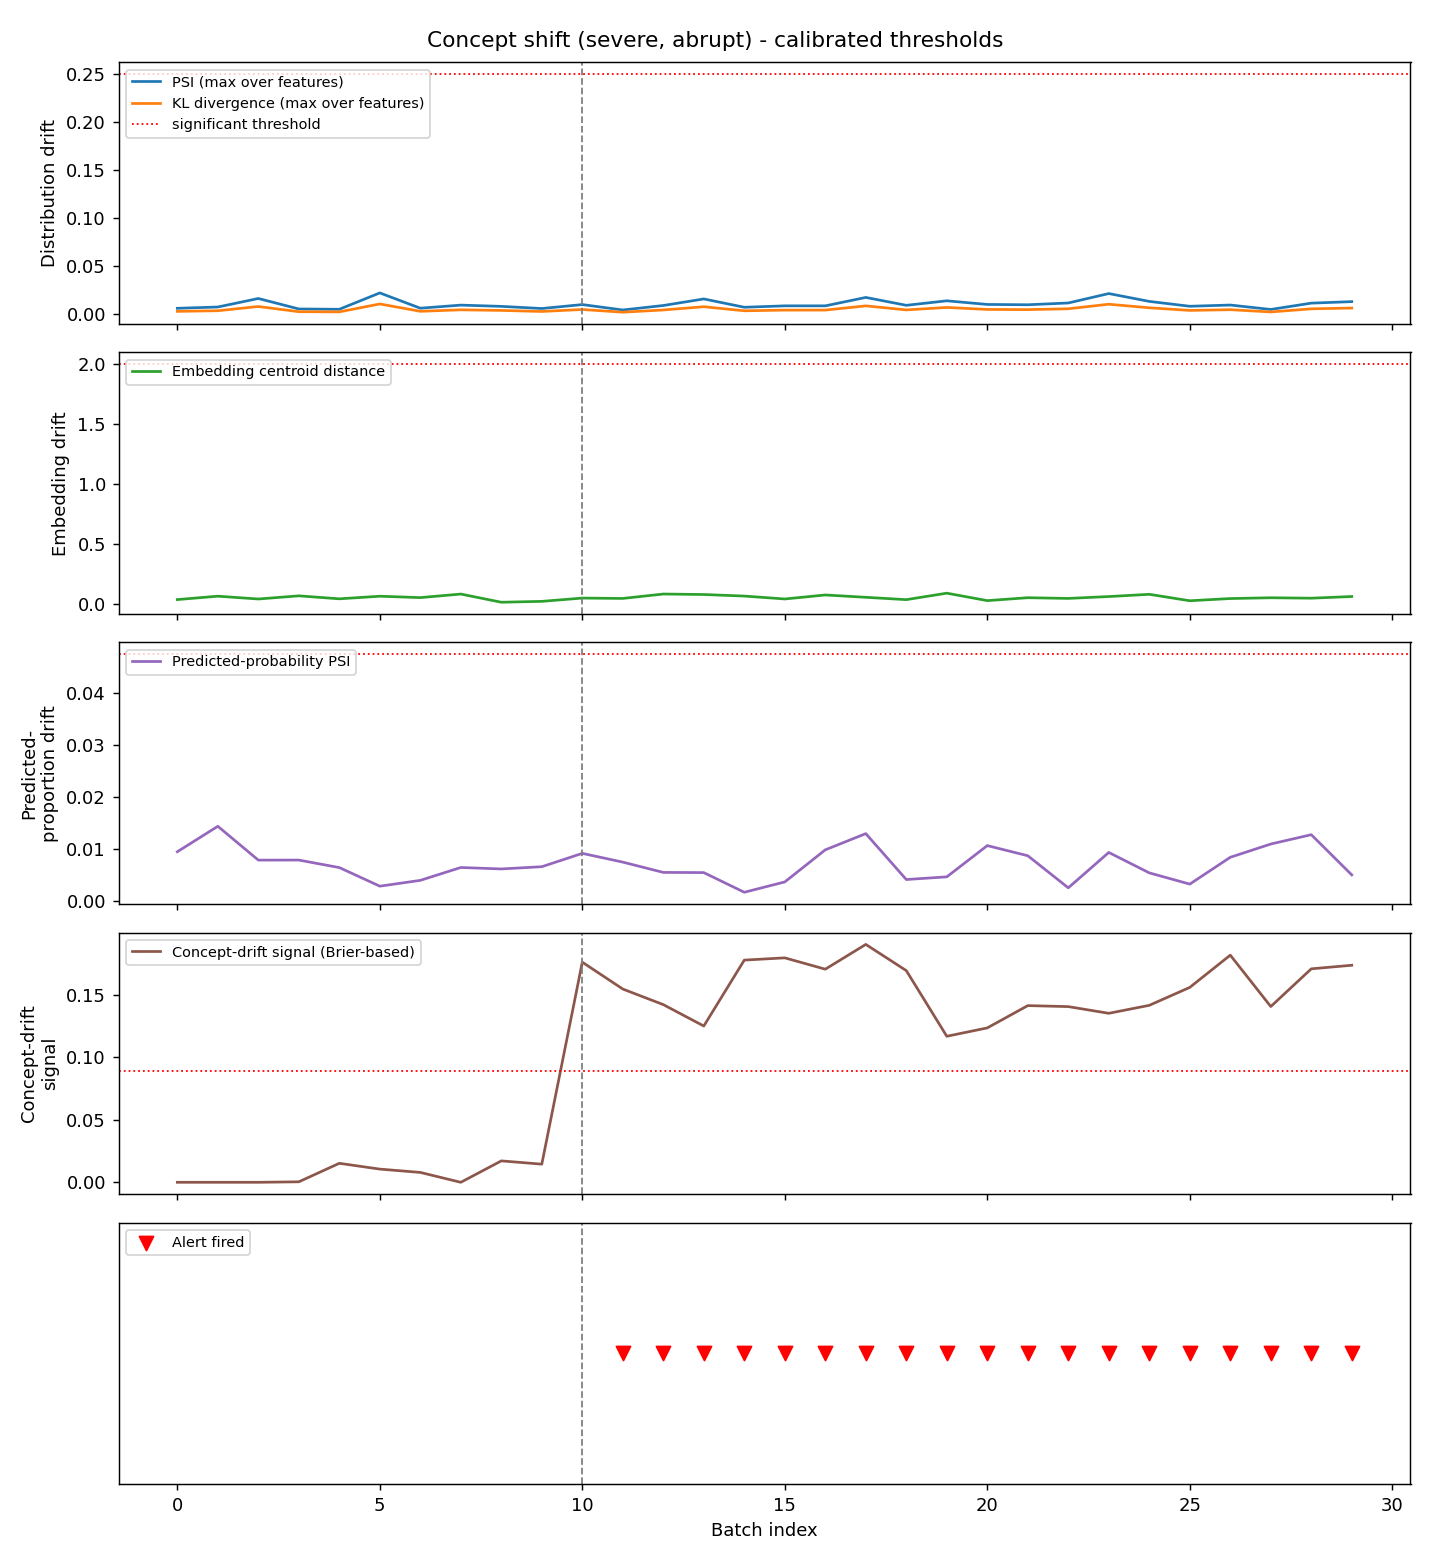 Concept shift (severe, abrupt) - calibrated thresholds
0.25
0.20
0.15
0.10
0.05
0.00
Distribution drift
PSI (max over features)
KL divergence (max over features)
significant threshold
2.0
1.5
1.0
0.5
0.0
Embedding drift
Embedding centroid distance
0.04
0.03
0.02
0.01
0.00
Predicted-
proportion drift
Predicted-probability PSI
0.15
0.10
0.05
0.00
Concept-drift
signal
Concept-drift signal (Brier-based)
Alert fired
0 5 10 15 20 25 30
Batch index